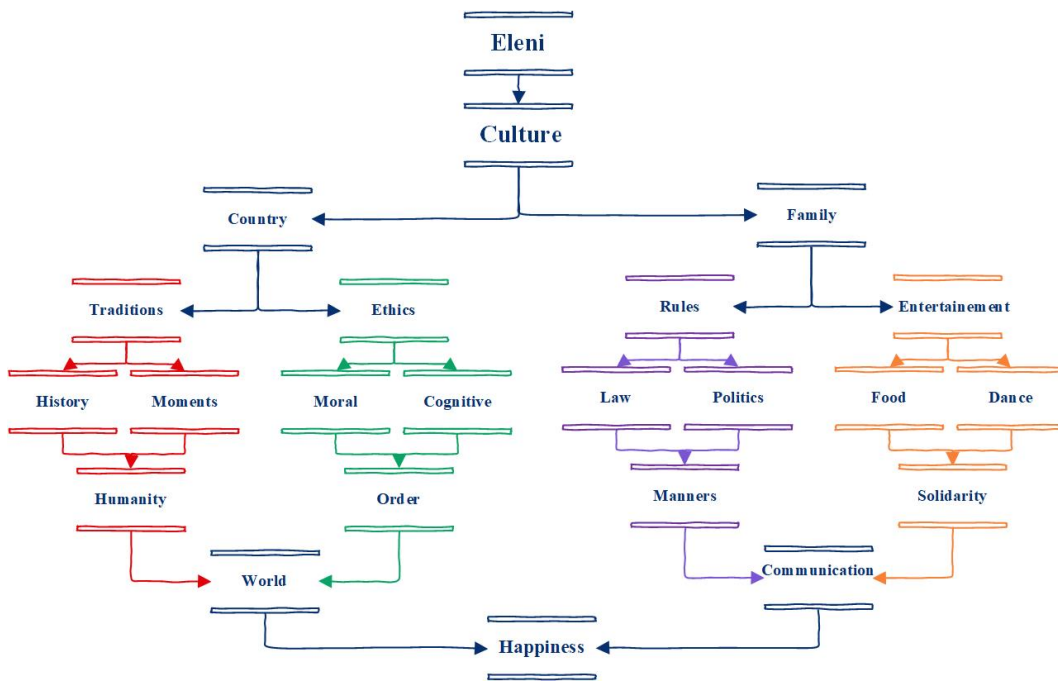 Eleni
Culture
Country
Family
Traditions
Ethics
Rules
Entertainement
History
Moments
Moral
Cognitive
Law
Politics
Food
Dance
Humanity
Order
Manners
Solidarity
World
Communication
Happiness